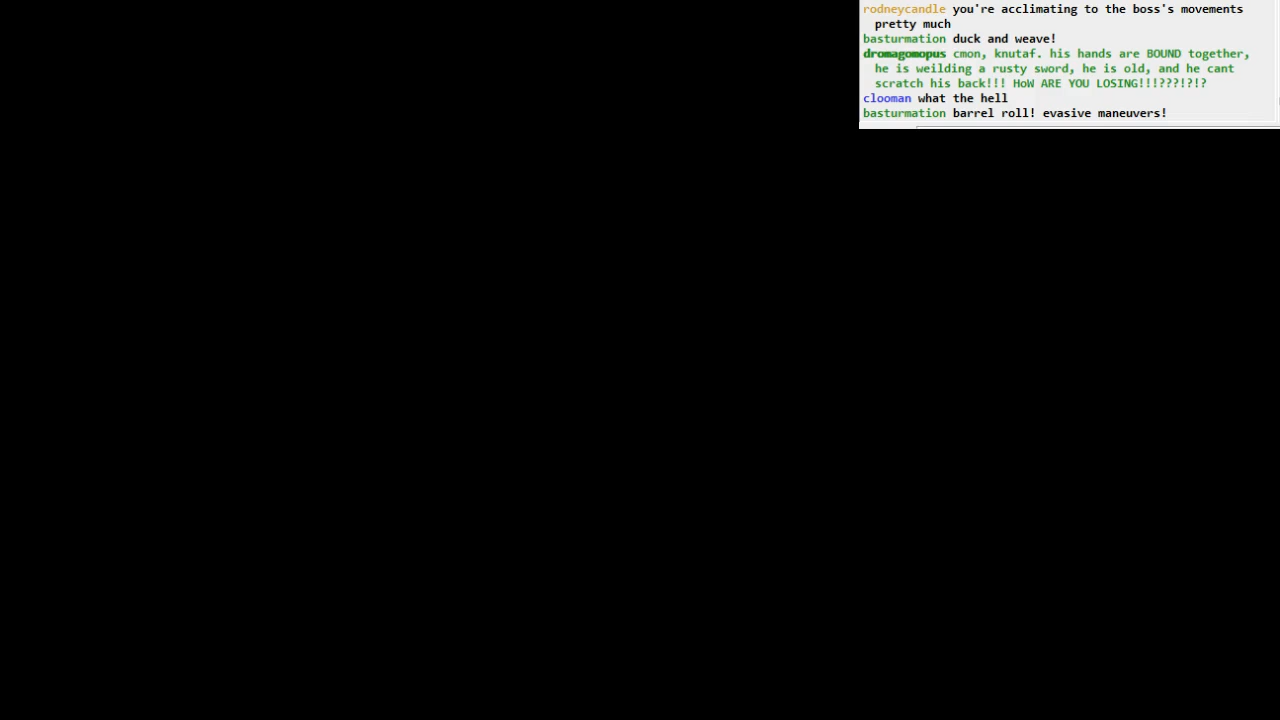 rodneycandle you're acclimating to the boss's movements
pretty much
basturmation duck and weave!
dromagomopus cmon, knutaf. his hands are BOUND together,
he is weilding a rusty sword, he is old, and he cant
scratch his back!!! HoW ARE YOU LOSING!!!???!?!?
clooman what the hell
basturmation barrel roll! evasive maneuvers!